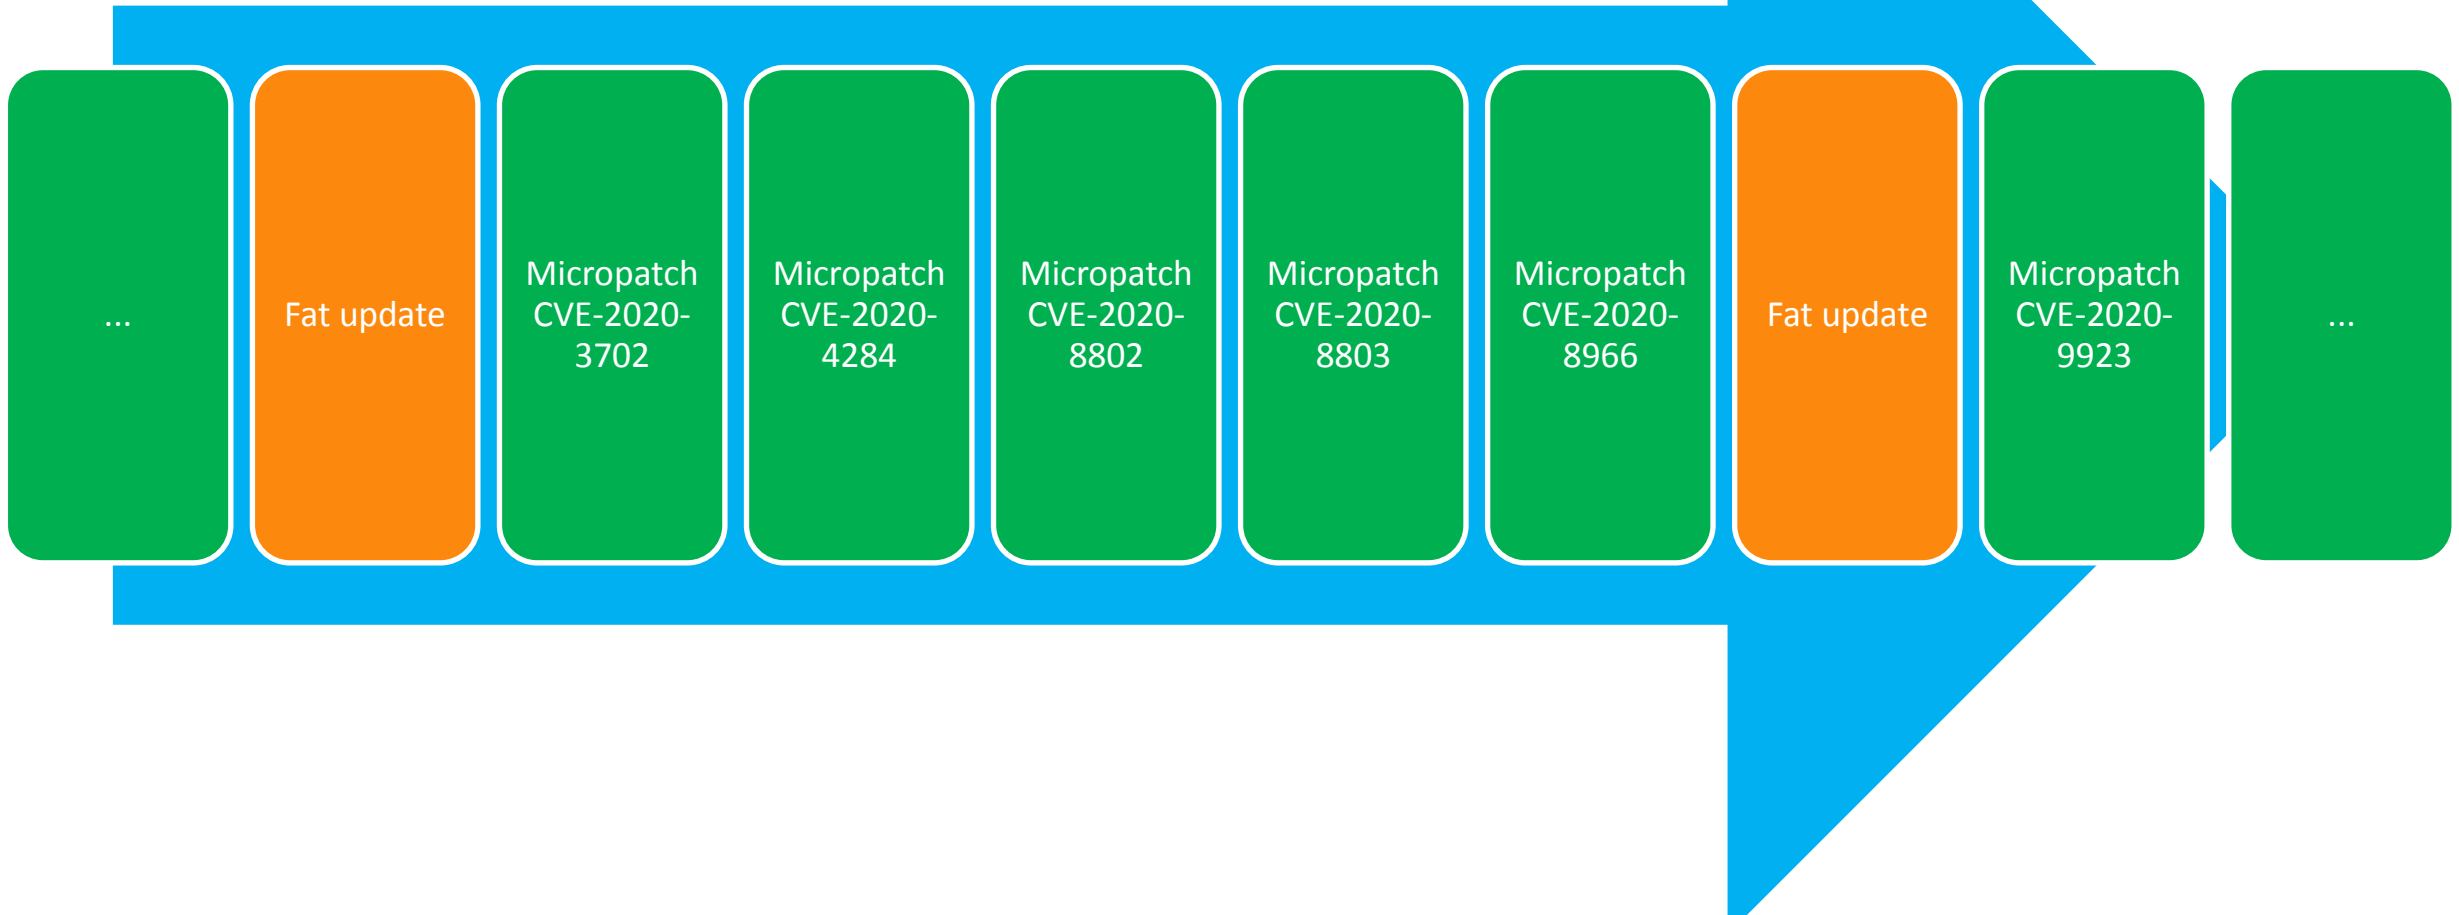 ...
Fat update
Micropatch
CVE-2020-
3702
Micropatch
CVE-2020-
4284
Micropatch
CVE-2020-
8802
Micropatch
CVE-2020-
8803
Micropatch
CVE-2020-
8966
Fat update
Micropatch
CVE-2020-
9923
...